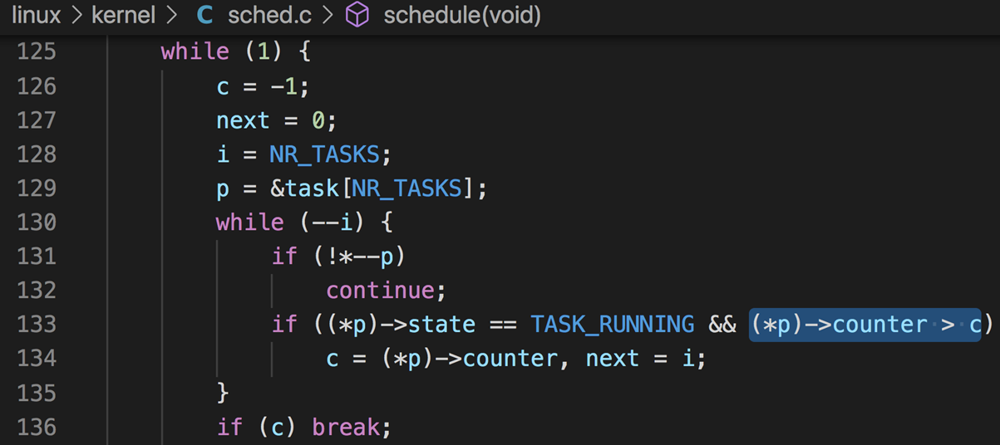 linux > kernel > C sched.c > schedule(void)
125 while (1) {
126 c = -1;
127 next = 0;
128 i = NR_TASKS;
129 p = &task[NR_TASKS];
130 while (--i) {
131 if (!*--p)
132 continue;
133 if ((*p)->state == TASK_RUNNING && (*p)->counter > c)
134 c = (*p)->counter, next = i;
135 }
136 if (c) break;